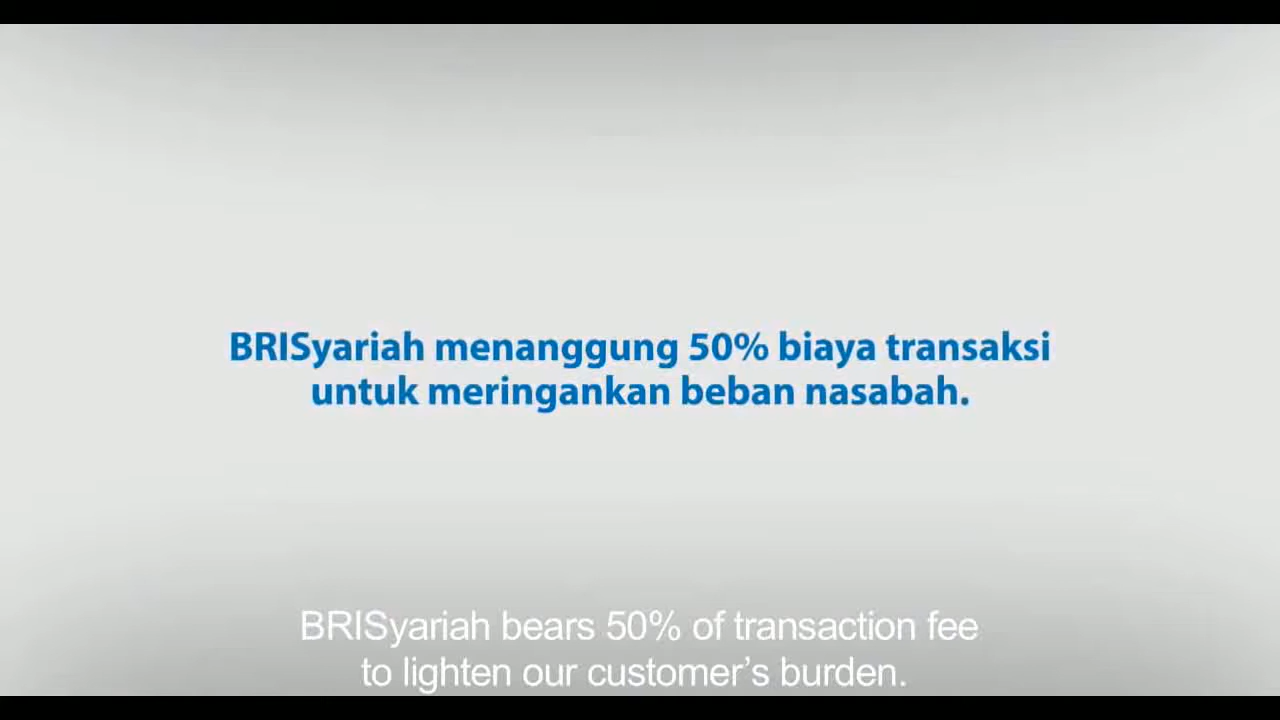 BRISyariah menanggung 50% biaya transaksi
untuk meringankan beban nasabah.
BRISyariah bears 50% of transaction fee
to lighten our customer’s burden.